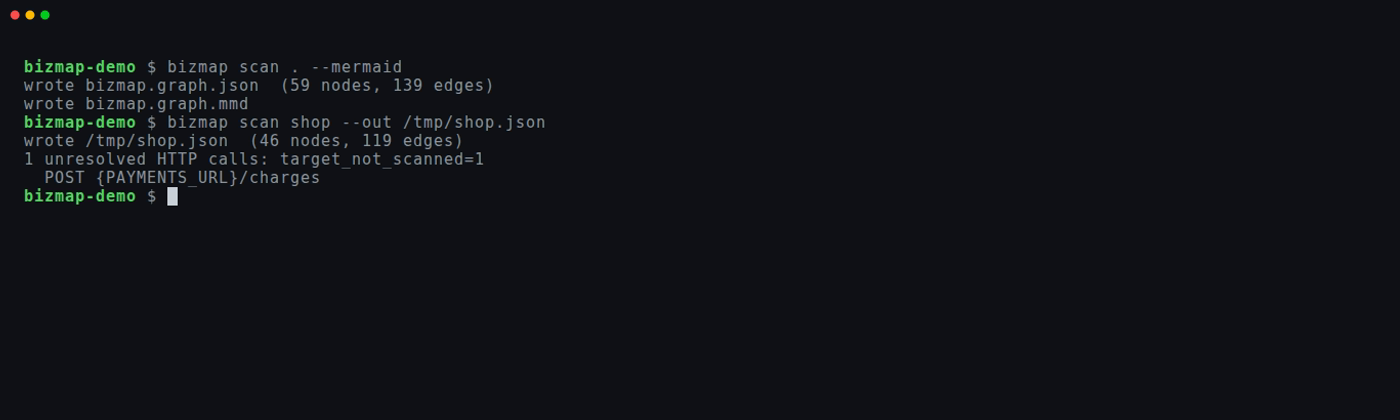 bizmap-demo $ bizmap scan . --mermaid
wrote bizmap.graph.json  (59 nodes, 139 edges)
wrote bizmap.graph.mmd
bizmap-demo $ bizmap scan shop --out /tmp/shop.json
wrote /tmp/shop.json  (46 nodes, 119 edges)
1 unresolved HTTP calls: target_not_scanned=1
  POST {PAYMENTS_URL}/charges
bizmap-demo $